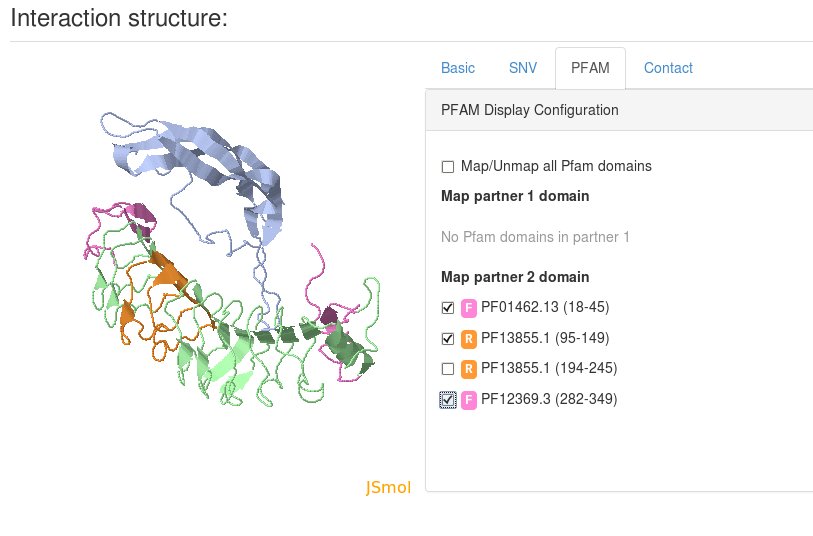 Interaction structure:
Basic SNV PFAM Contact
PFAM Display Configuration
Map/Unmap all Pfam domains
Map partner 1 domain
No Pfam domains in partner 1
Map partner 2 domain
F PF01462.13 (18-45)
R PF13855.1 (95-149)
R PF13855.1 (194-245)
F PF12369.3 (282-349)
JSmol